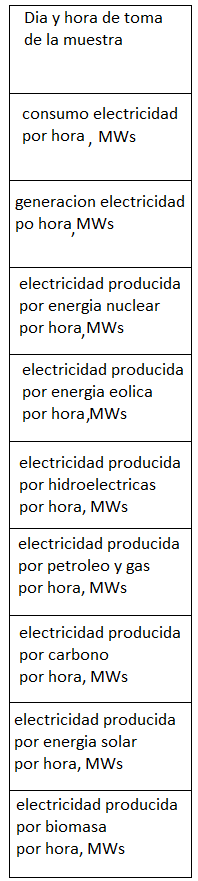 Dia y hora de toma
de la muestra
consumo electricidad
por hora , MWs
generacion electricidad
po hora,MWs
electricidad producida
por energia nuclear
por hora,MWs
electricidad producida
por energia eolica
por hora,MWs
electricidad producida
por hidroelectricas
por hora, MWs
electricidad producida
por petroleo y gas
por hora, MWs
electricidad producida
por carbono
por hora, MWs
electricidad producida
por energia solar
por hora, MWs
electricidad producida
por biomasa
por hora, MWs